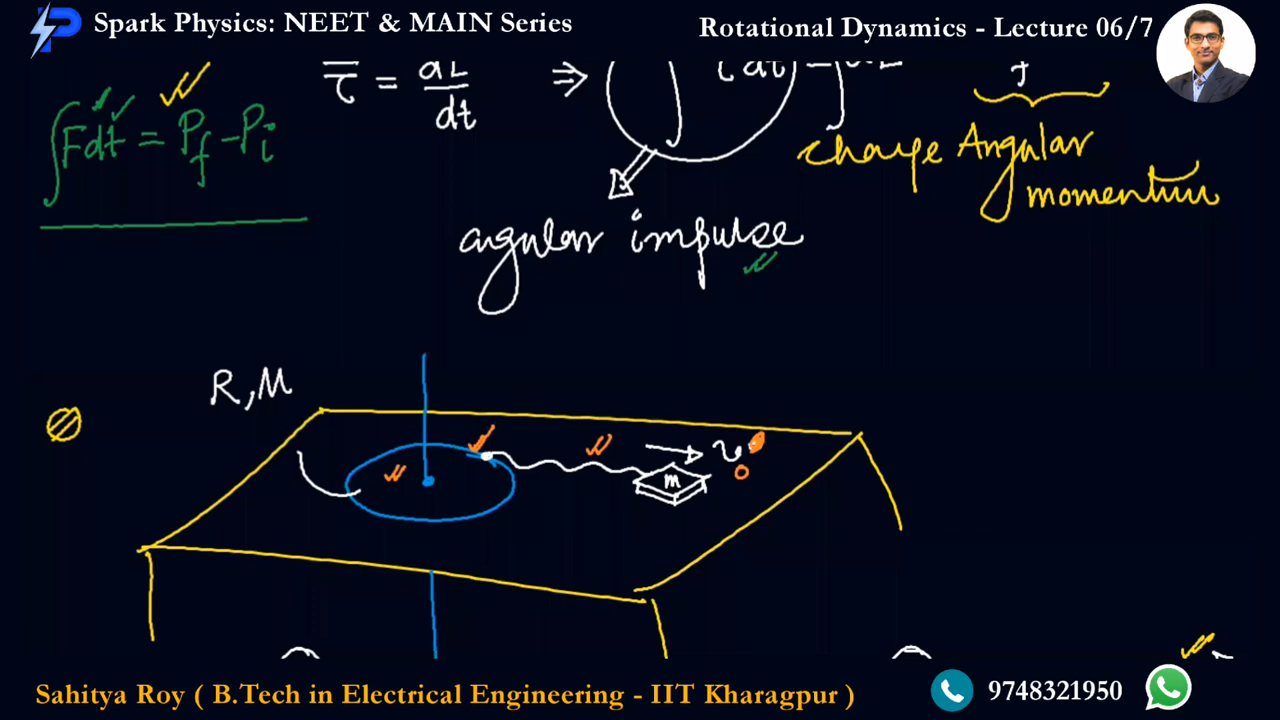 Spark Physics: NEET & MAIN Series
Rotational Dynamics - Lecture 06/7
τ = dL/dt ⇒
∫Fdt = Pf - Pi
change Angular momentum
angular impulse
R, M
m
v₀
Sahitya Roy ( B.Tech in Electrical Engineering - IIT Kharagpur )
9748321950